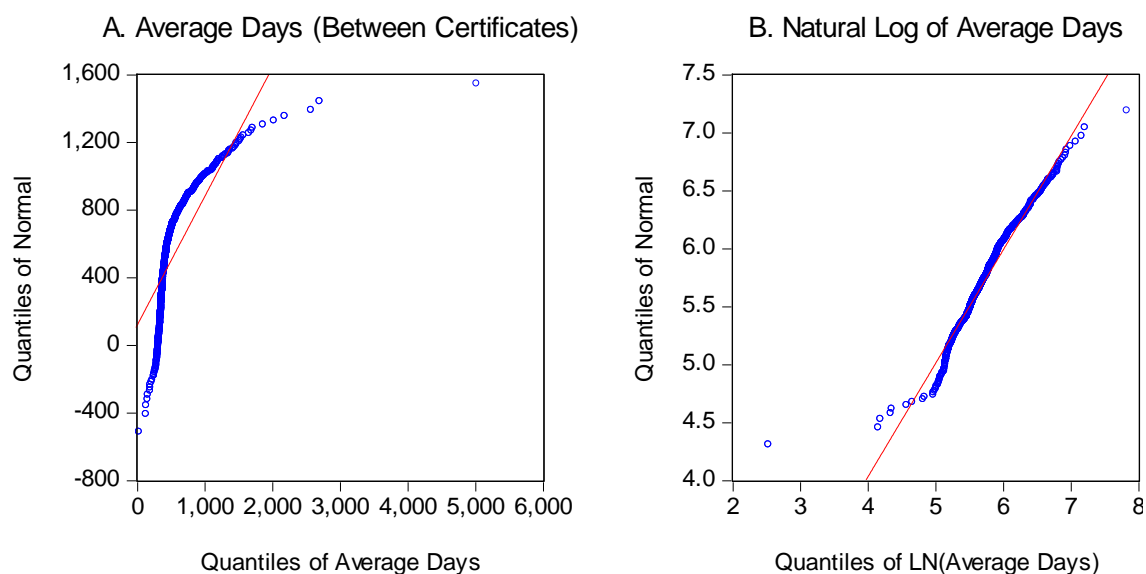 A. Average Days (Between Certificates)
1,600
1,200
800
400
0
-400
-800
0 1,000 2,000 3,000 4,000 5,000 6,000
Quantiles of Normal
Quantiles of Average Days
B. Natural Log of Average Days
7.5
7.0
6.5
6.0
5.5
5.0
4.5
4.0
2 3 4 5 6 7 8
Quantiles of Normal
Quantiles of LN(Average Days)